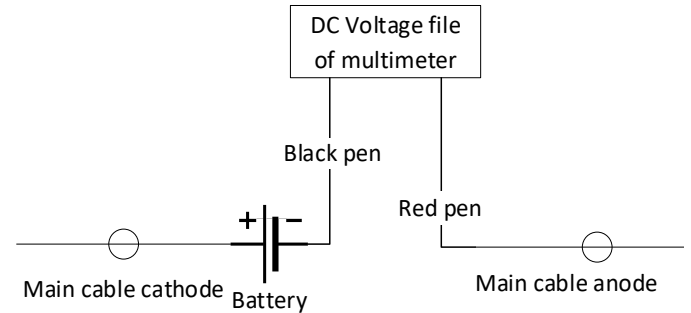 DC Voltage file
of multimeter
Black pen
Red pen
+ −
Main cable cathode
Battery
Main cable anode